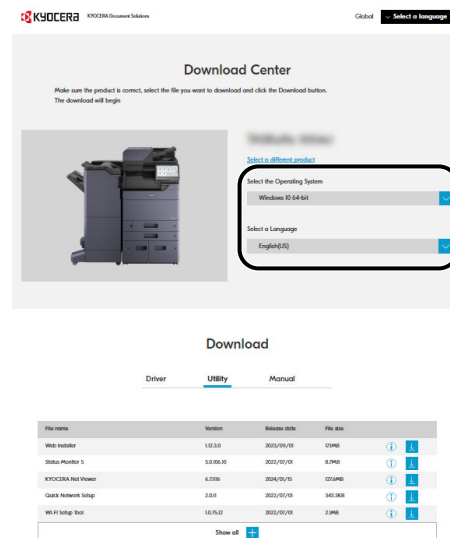 KYOCERA KYOCERA Document Solutions Global Select a language
Download Center
Make sure the product is correct, select the file you want to download and click the Download button.
The download will begin
Select a different product
Select the Operating System
Windows 10 64-bit
Select a Language
English(US)
Download
Driver Utility Manual
File name Version Release date File size
Web Installer 1.12.5.0 2023/09/01 171MB
Status Monitor 5 5.0.106.10 2022/07/01 8.7MB
KYOCERA Net Viewer 2024/01/15 127.6MB
Quick Network Setup 2.0.11 2022/07/01 343.3KB
Wi-Fi Setup Tool 1.0.75.12 2022/07/01 2.1MB
Show all